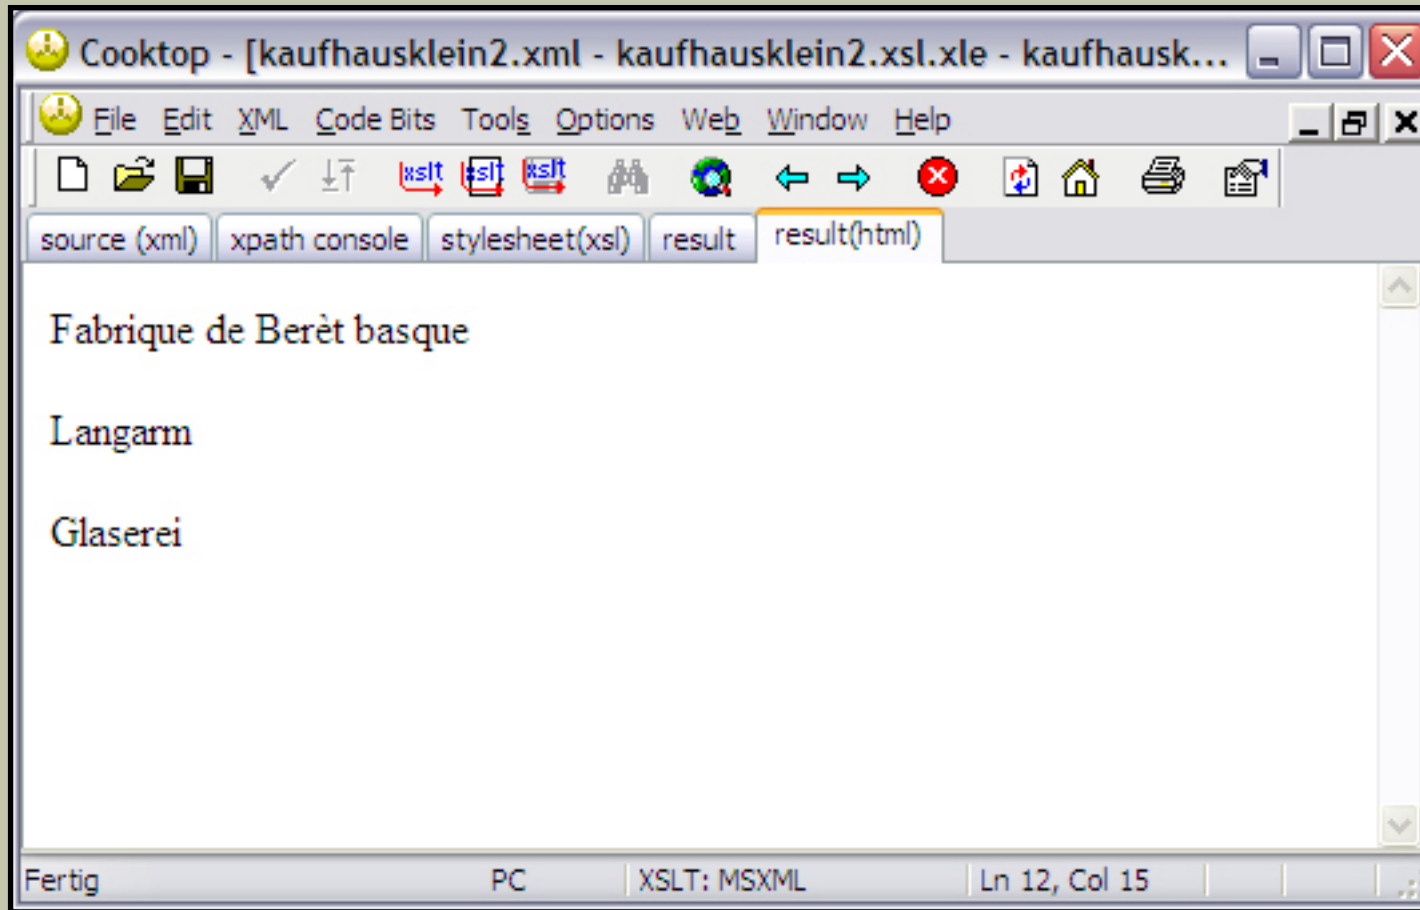 Cooktop - [kaufhausklein2.xml - kaufhausklein2.xsl.xle - kaufhausk...
File Edit XML Code Bits Tools Options Web Window Help
xslt xslt xslt
source (xml) xpath console stylesheet(xsl) result result(html)
Fabrique de Berèt basque
Langarm
Glaserei
Fertig PC XSLT: MSXML Ln 12, Col 15